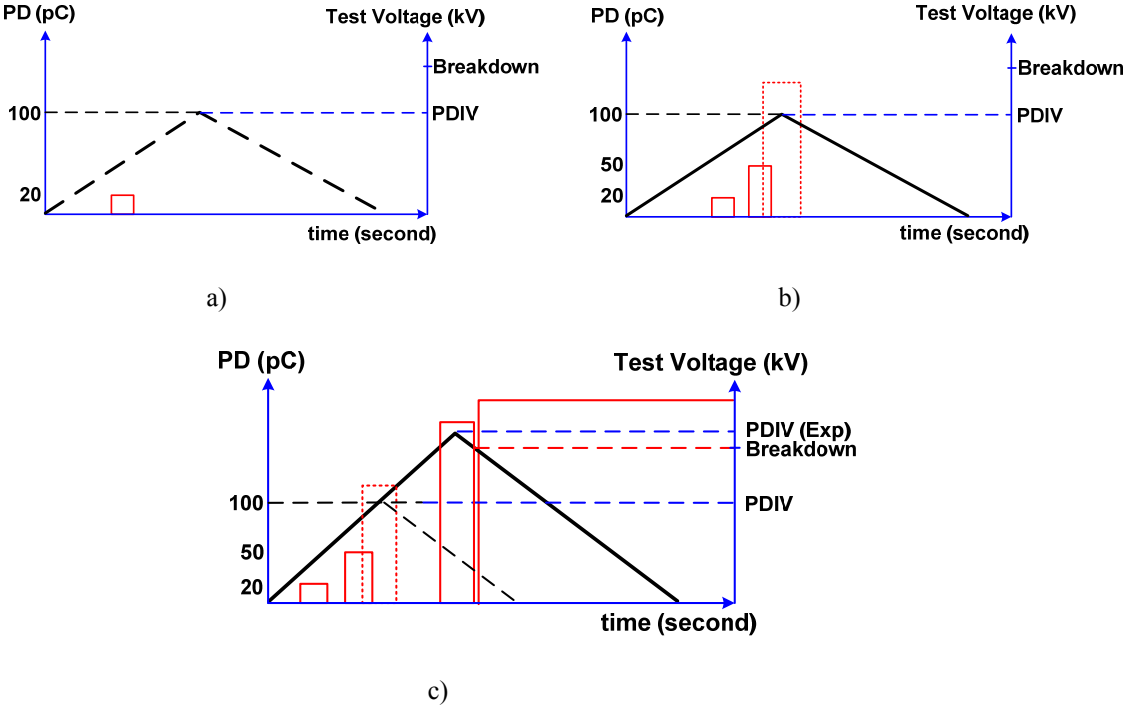 PD (pC)
Test Voltage (kV)
Breakdown
100
PDIV
20
time (second)
a)
PD (pC)
Test Voltage (kV)
Breakdown
100
PDIV
50
20
time (second)
b)
PD (pC)
Test Voltage (kV)
PDIV (Exp)
Breakdown
100
PDIV
50
20
time (second)
c)